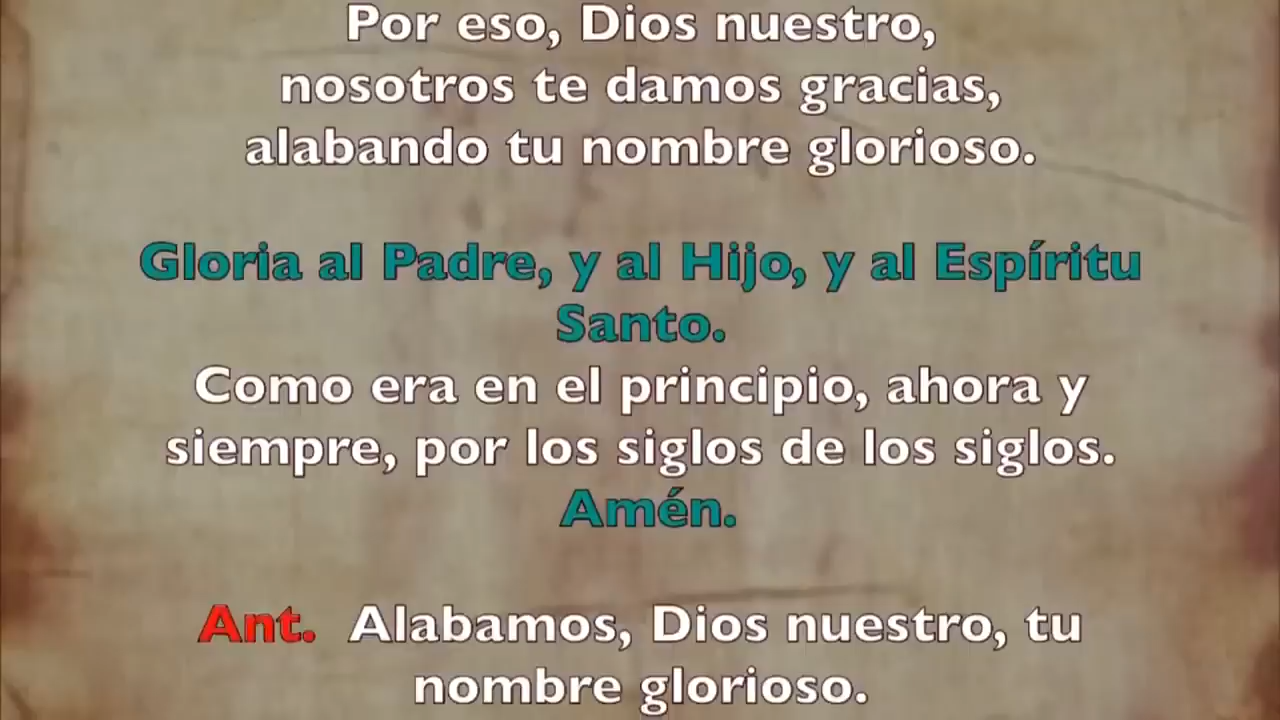 Por eso, Dios nuestro,
nosotros te damos gracias,
alabando tu nombre glorioso.
Gloria al Padre, y al Hijo, y al Espíritu
Santo.
Como era en el principio, ahora y
siempre, por los siglos de los siglos.
Amén.
Ant. Alabamos, Dios nuestro, tu
nombre glorioso.